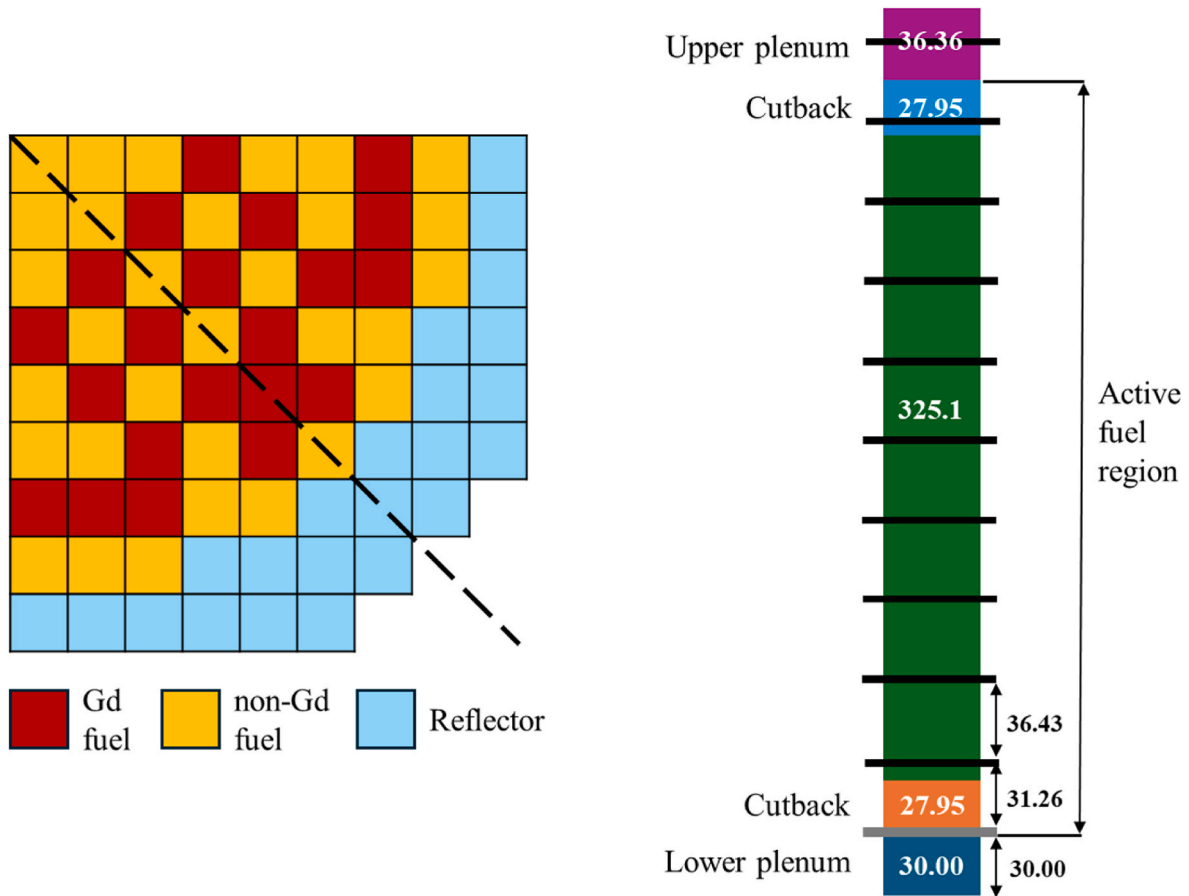 Upper plenum
36.36
Cutback
27.95
325.1
Active
fuel
region
36.43
31.26
Cutback
27.95
Lower plenum
30.00
30.00
Gd
fuel
non-Gd
fuel
Reflector